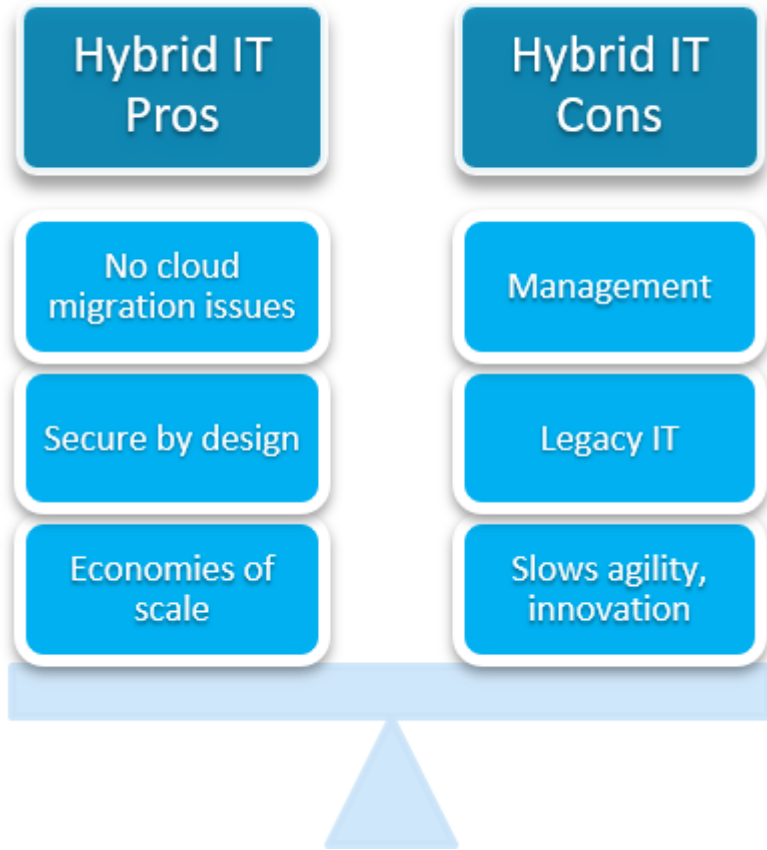 Hybrid IT
Pros
No cloud
migration issues
Secure by design
Economies of
scale
Hybrid IT
Cons
Management
Legacy IT
Slows agility,
innovation